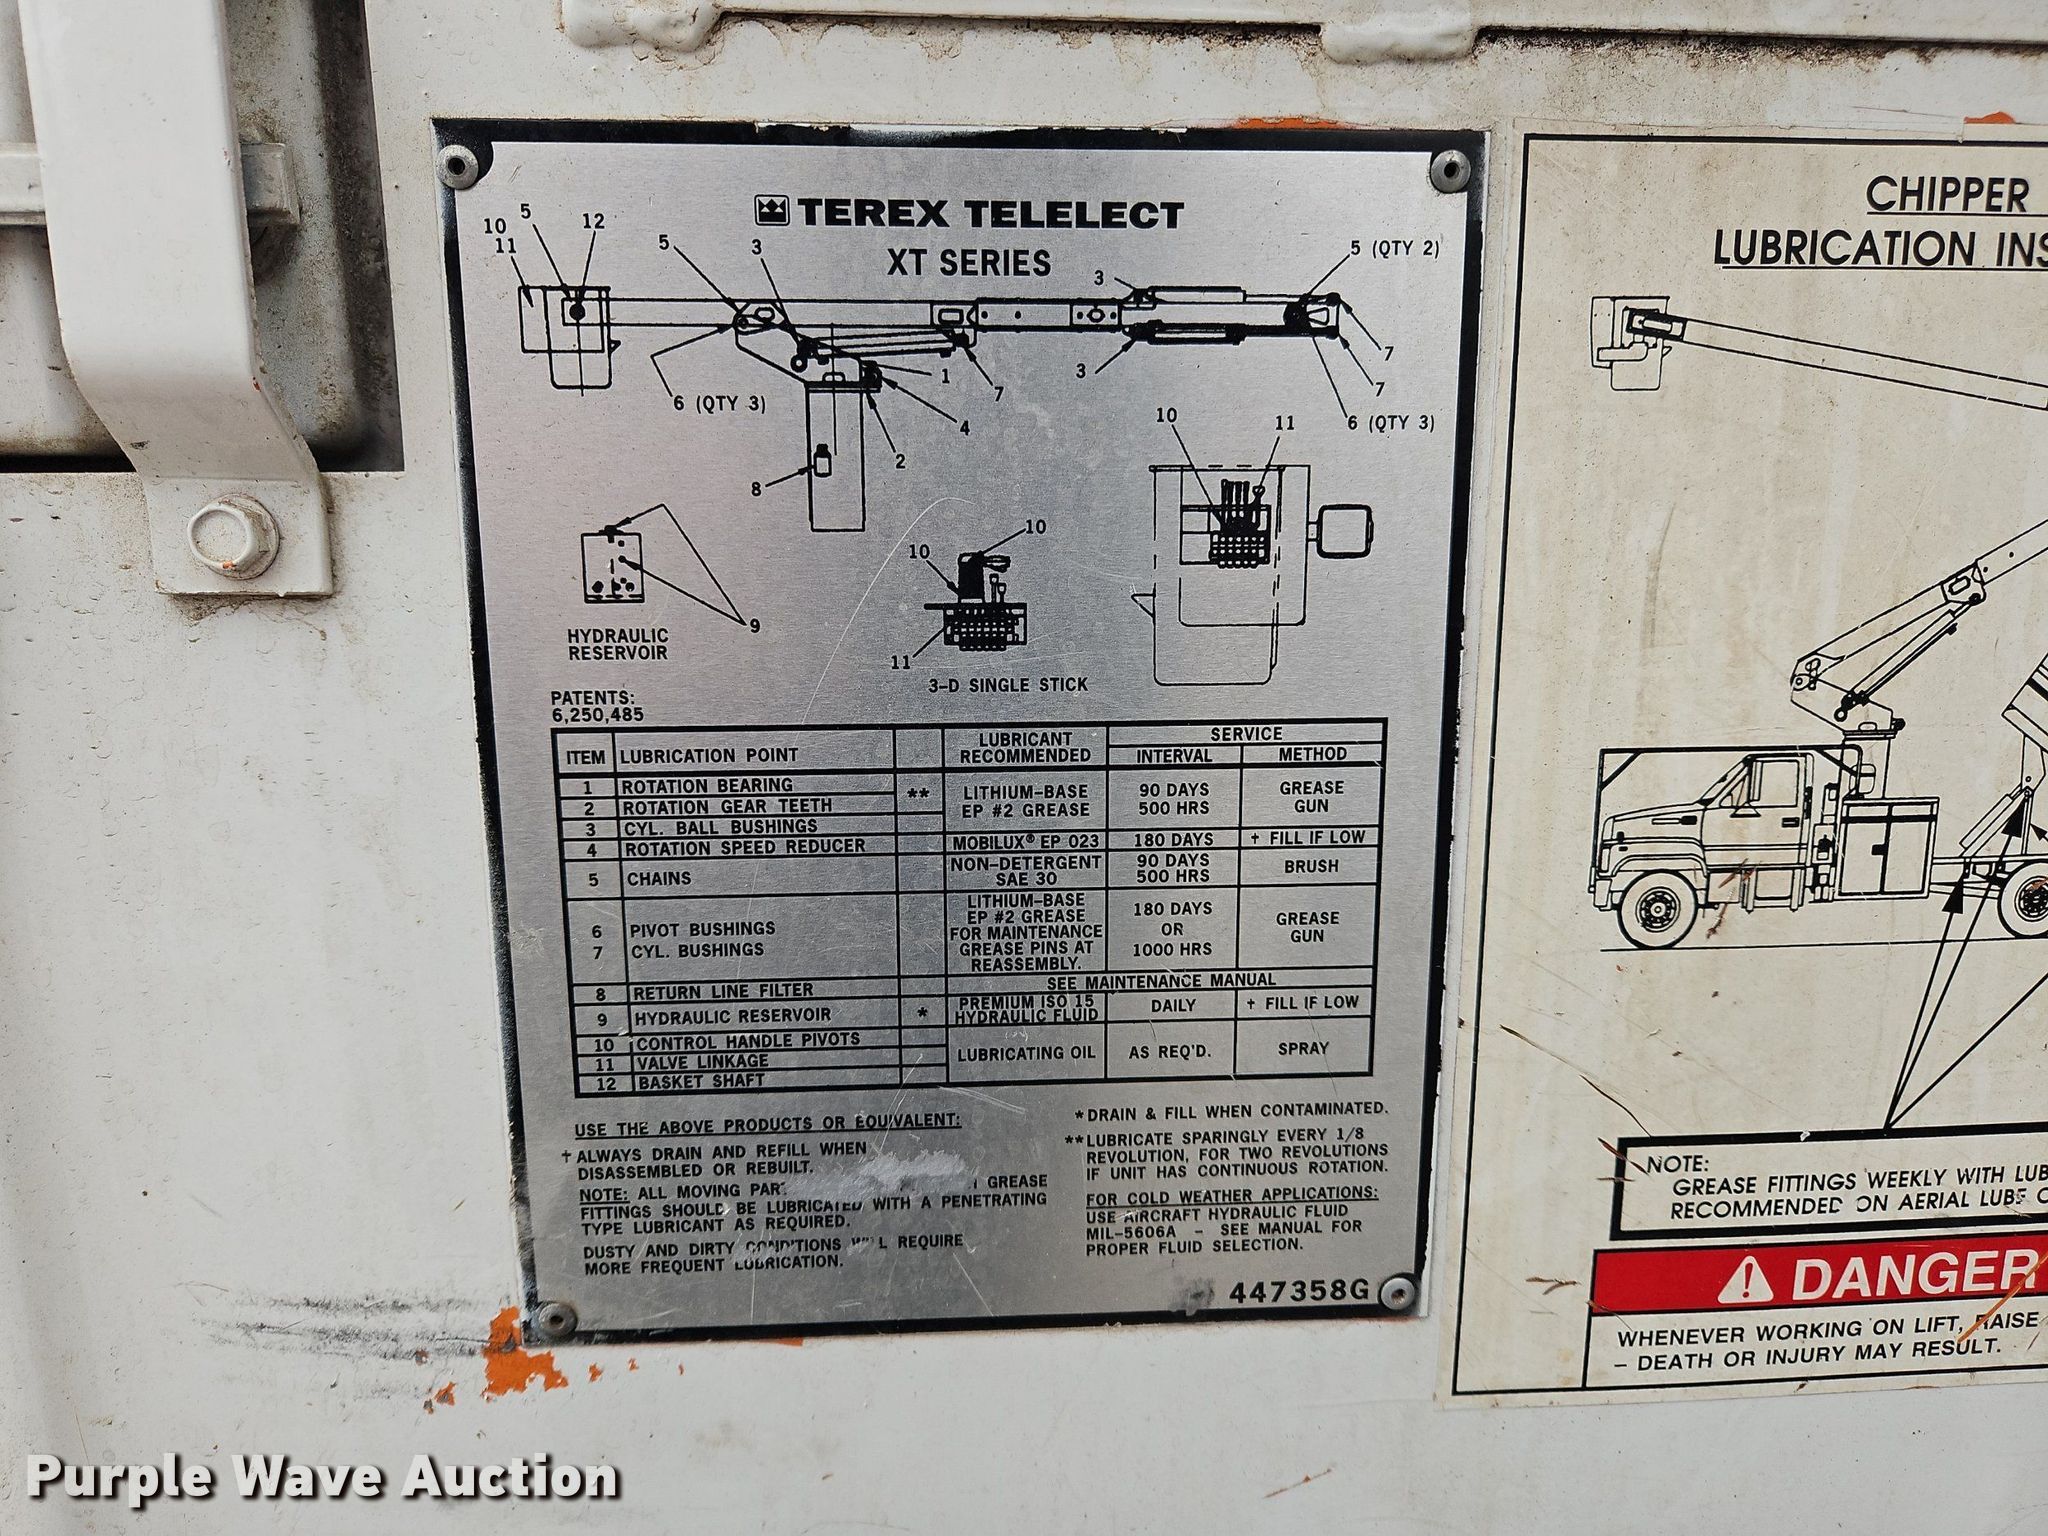 TEREX TELELECT
XT SERIES
10
5
11
12
5
3
3
5 (QTY 2)
7
3
7
1
7
6 (QTY 3)
6 (QTY 3)
4
2
8
10
11
10
10
9
11
HYDRAULIC
RESERVOIR
3-D SINGLE STICK
PATENTS:
6,250,485
ITEM LUBRICATION POINT LUBRICANT RECOMMENDED SERVICE INTERVAL METHOD
1 ROTATION BEARING
2 ROTATION GEAR TEETH
3 CYL. BALL BUSHINGS
** LITHIUM-BASE EP #2 GREASE 90 DAYS 500 HRS GREASE GUN
4 ROTATION SPEED REDUCER MOBILUX® EP 023 180 DAYS † FILL IF LOW
5 CHAINS NON-DETERGENT SAE 30 90 DAYS 500 HRS BRUSH
6 PIVOT BUSHINGS
7 CYL. BUSHINGS
LITHIUM-BASE
EP #2 GREASE
FOR MAINTENANCE
GREASE PINS AT
REASSEMBLY.
180 DAYS
OR
1000 HRS
GREASE
GUN
8 RETURN LINE FILTER SEE MAINTENANCE MANUAL
9 HYDRAULIC RESERVOIR * PREMIUM ISO 15 HYDRAULIC FLUID DAILY † FILL IF LOW
10 CONTROL HANDLE PIVOTS
11 VALVE LINKAGE
12 BASKET SHAFT
LUBRICATING OIL AS REQ'D. SPRAY
USE THE ABOVE PRODUCTS OR EQUIVALENT:
† ALWAYS DRAIN AND REFILL WHEN
DISASSEMBLED OR REBUILT.
NOTE: ALL MOVING GREASE
FITTINGS SHOULD BE LUBRICATED WITH A PENETRATING
TYPE LUBRICANT AS REQUIRED.
DUSTY AND DIRTY CONDITIONS WILL REQUIRE
MORE FREQUENT LUBRICATION.
* DRAIN & FILL WHEN CONTAMINATED.
** LUBRICATE SPARINGLY EVERY 1/8
REVOLUTION, FOR TWO REVOLUTIONS
IF UNIT HAS CONTINUOUS ROTATION.
FOR COLD WEATHER APPLICATIONS:
USE AIRCRAFT HYDRAULIC FLUID
MIL-5606A - SEE MANUAL FOR
PROPER FLUID SELECTION.
447358G
CHIPPER
LUBRICATION INS
NOTE:
GREASE FITTINGS WEEKLY WITH LUB
RECOMMENDED ON AERIAL LUBE
DANGER
WHENEVER WORKING ON LIFT, RAISE
- DEATH OR INJURY MAY RESULT.
Purple Wave Auction